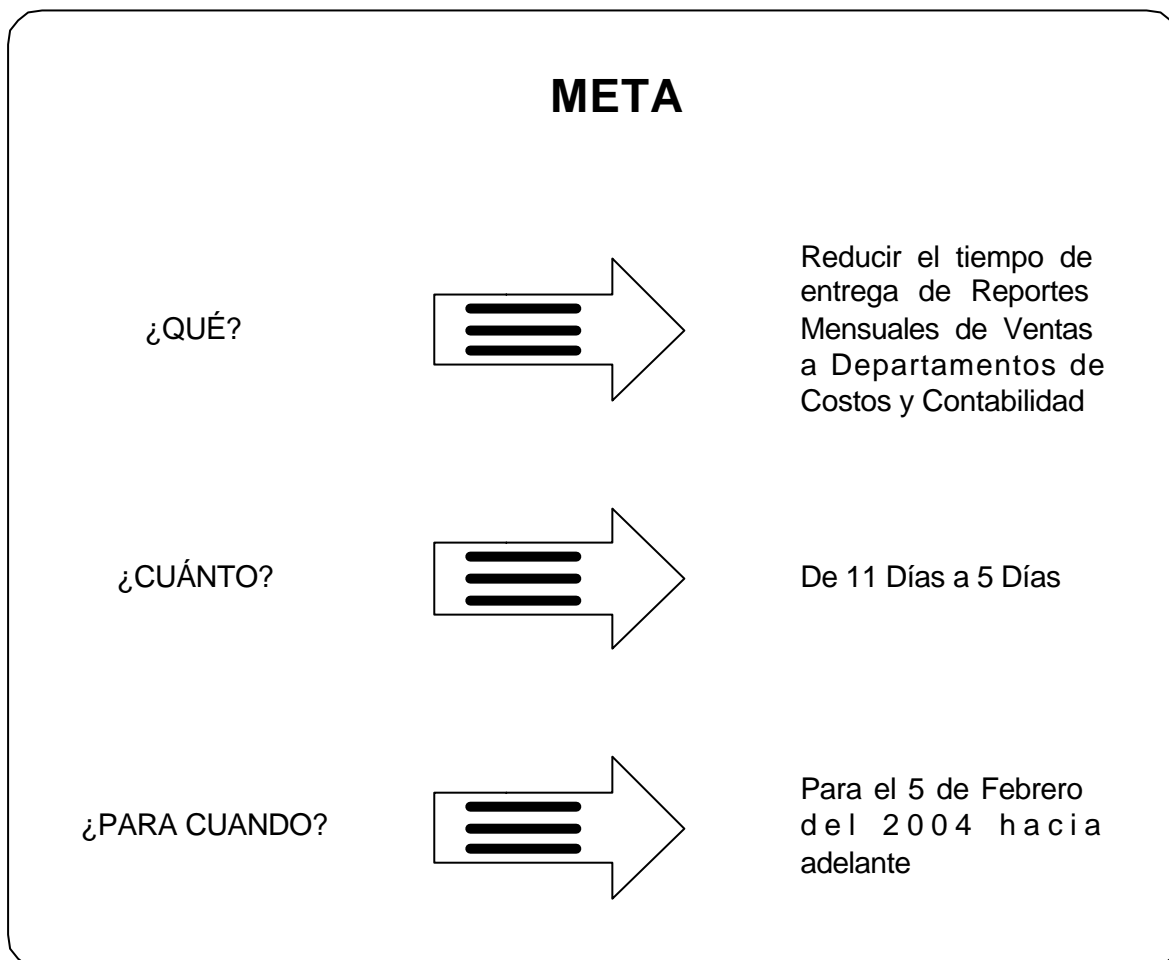 META
¿QUÉ?
Reducir el tiempo de
entrega de Reportes
Mensuales de Ventas
a Departamentos de
Costos y Contabilidad
¿CUÁNTO?
De 11 Días a 5 Días
¿PARA CUANDO?
Para el 5 de Febrero
del 2004 hacia
adelante